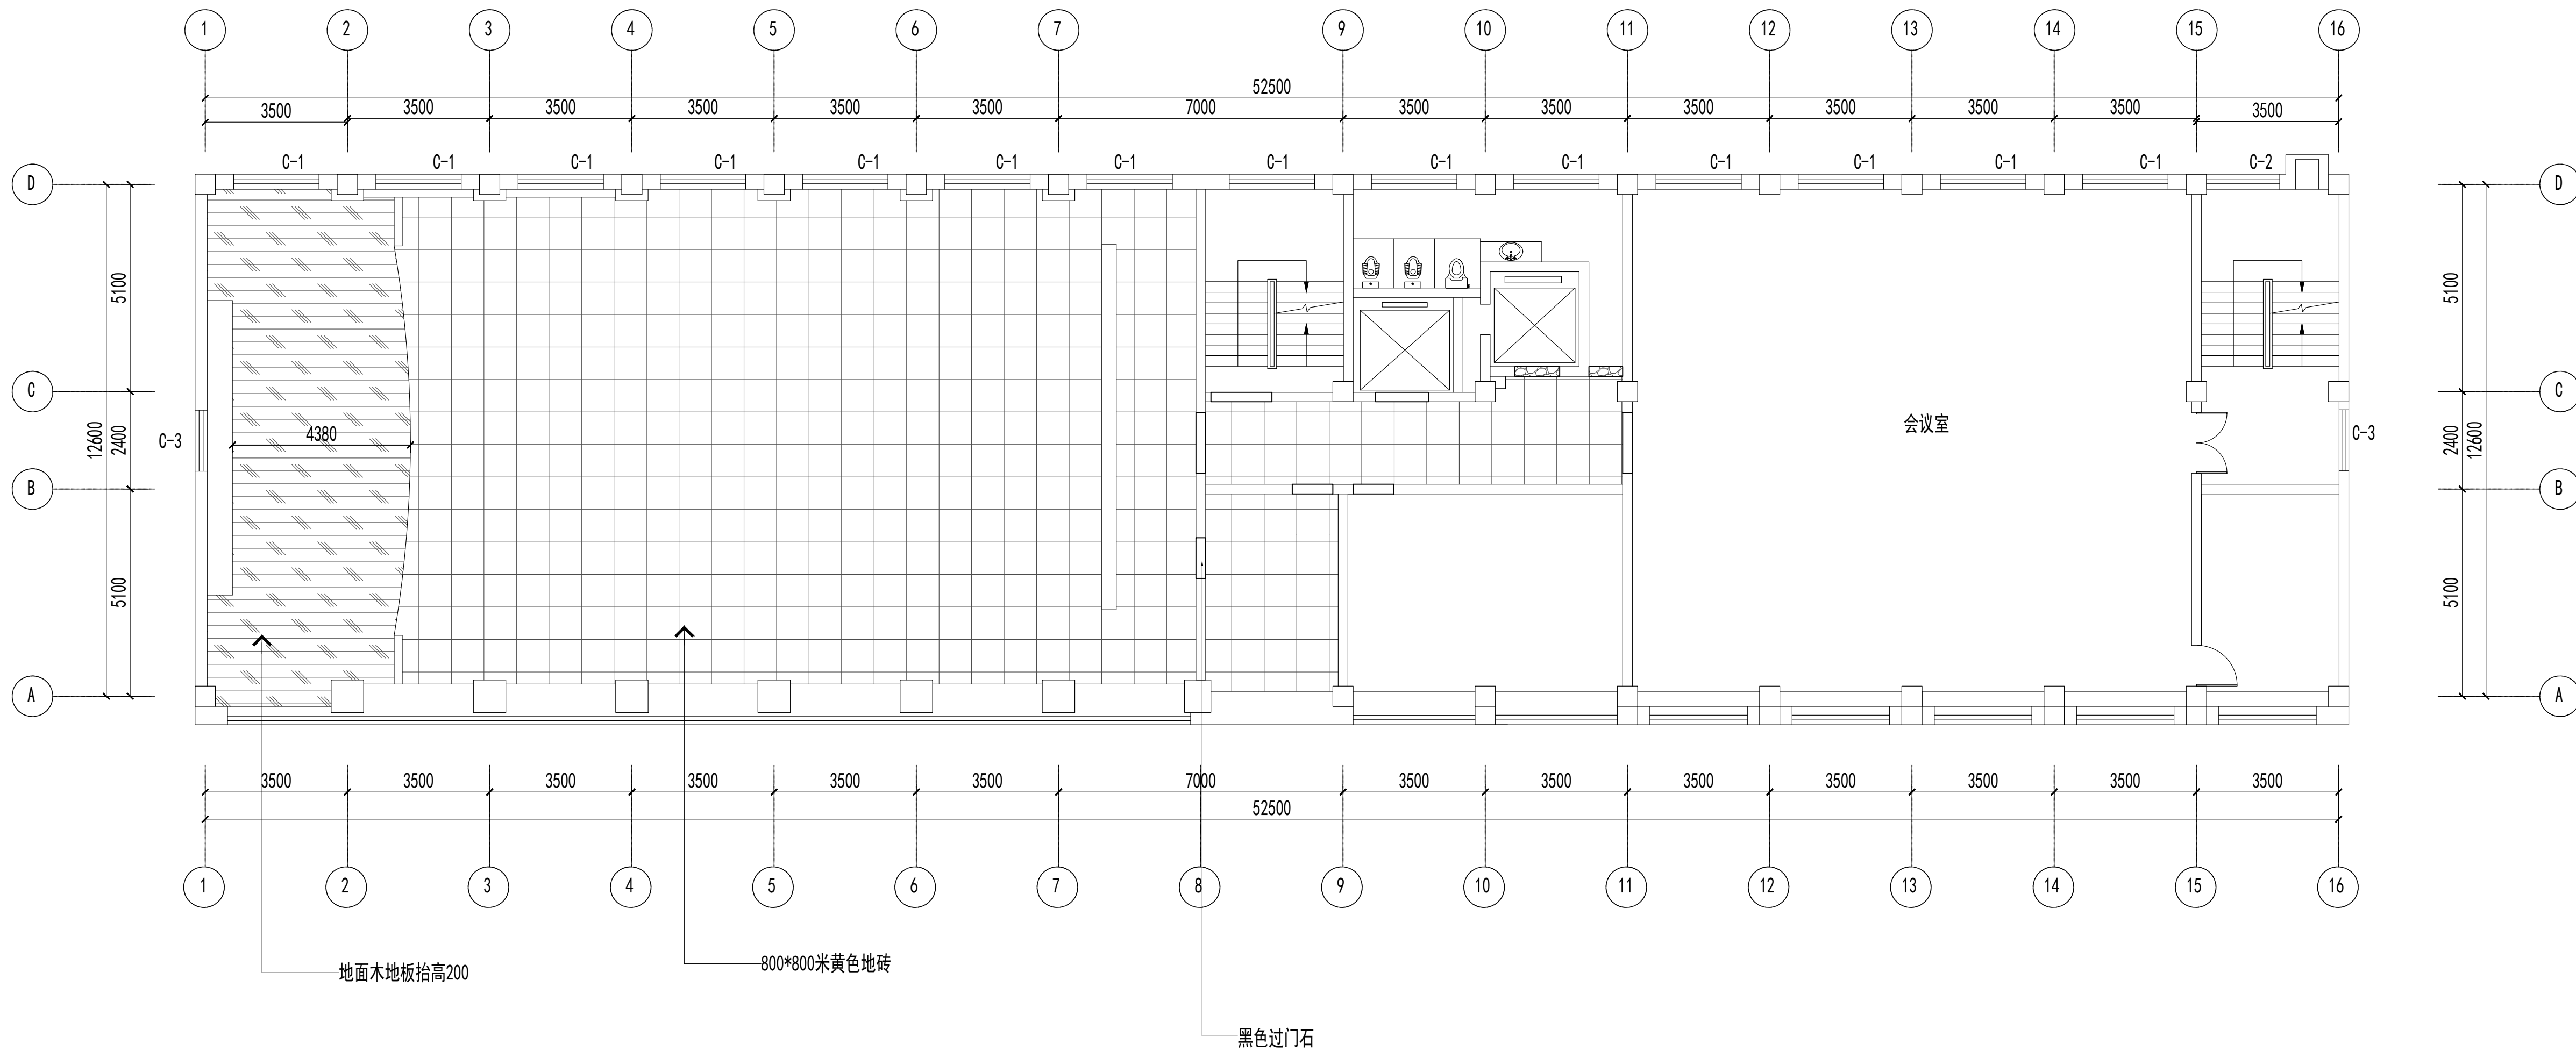 1 2 3 4 5 6 7 9 10 11 12 13 14 15 16
52500
3500 3500 3500 3500 3500 3500 7000 3500 3500 3500 3500 3500 3500 3500
C-1 C-1 C-1 C-1 C-1 C-1 C-1 C-1 C-1 C-1 C-1 C-1 C-1 C-1 C-2
D D
5100 5100
C C
会议室
4380
C-3 C-3
12600 2400 2400 12600
B B
5100 5100
A A
3500 3500 3500 3500 3500 3500 7000 3500 3500 3500 3500 3500 3500 3500
52500
1 2 3 4 5 6 7 8 9 10 11 12 13 14 15 16
地面木地板抬高200
800*800米黄色地砖
黑色过门石